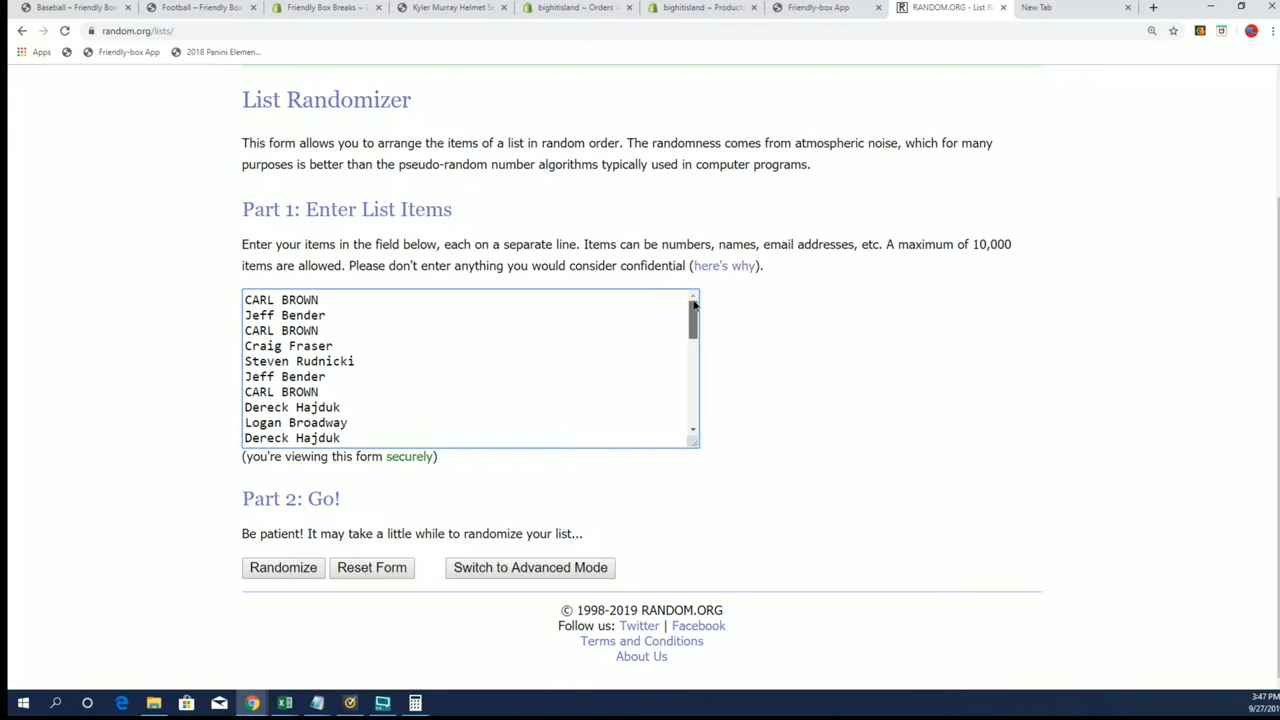 Baseball ~ Friendly Box
Football ~ Friendly Box
Friendly Box Breaks ~
Kyler Murray Helmet
bighitisland ~ Orders ~
bighitisland ~ Products
Friendly-box App
RANDOM.ORG - List R
New Tab
random.org/lists/
Apps
Friendly-box App
2018 Panini Elemen...
List Randomizer
This form allows you to arrange the items of a list in random order. The randomness comes from atmospheric noise, which for many
purposes is better than the pseudo-random number algorithms typically used in computer programs.
Part 1: Enter List Items
Enter your items in the field below, each on a separate line. Items can be numbers, names, email addresses, etc. A maximum of 10,000
items are allowed. Please don't enter anything you would consider confidential (here's why).
CARL BROWN
Jeff Bender
CARL BROWN
Craig Fraser
Steven Rudnicki
Jeff Bender
CARL BROWN
Dereck Hajduk
Logan Broadway
Dereck Hajduk
(you're viewing this form securely)
Part 2: Go!
Be patient! It may take a little while to randomize your list...
Randomize
Reset Form
Switch to Advanced Mode
© 1998-2019 RANDOM.ORG
Follow us: Twitter | Facebook
Terms and Conditions
About Us
3:47 PM
9/27/201